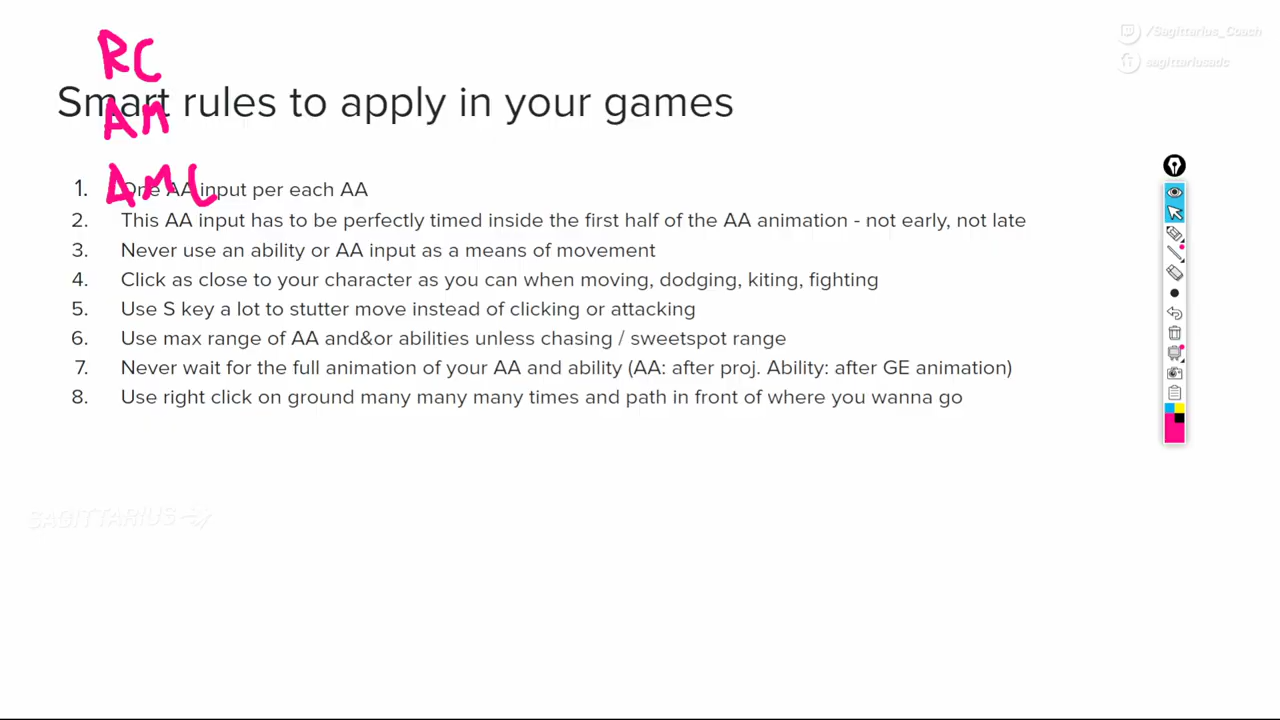 RC
/Sagittarius_Coach
sagittariusadc
Smart rules to apply in your games
AM
AMC
1. One AA input per each AA
2. This AA input has to be perfectly timed inside the first half of the AA animation - not early, not late
3. Never use an ability or AA input as a means of movement
4. Click as close to your character as you can when moving, dodging, kiting, fighting
5. Use S key a lot to stutter move instead of clicking or attacking
6. Use max range of AA and&or abilities unless chasing / sweetspot range
7. Never wait for the full animation of your AA and ability (AA: after proj. Ability: after GE animation)
8. Use right click on ground many many many times and path in front of where you wanna go
SAGITTARIUS